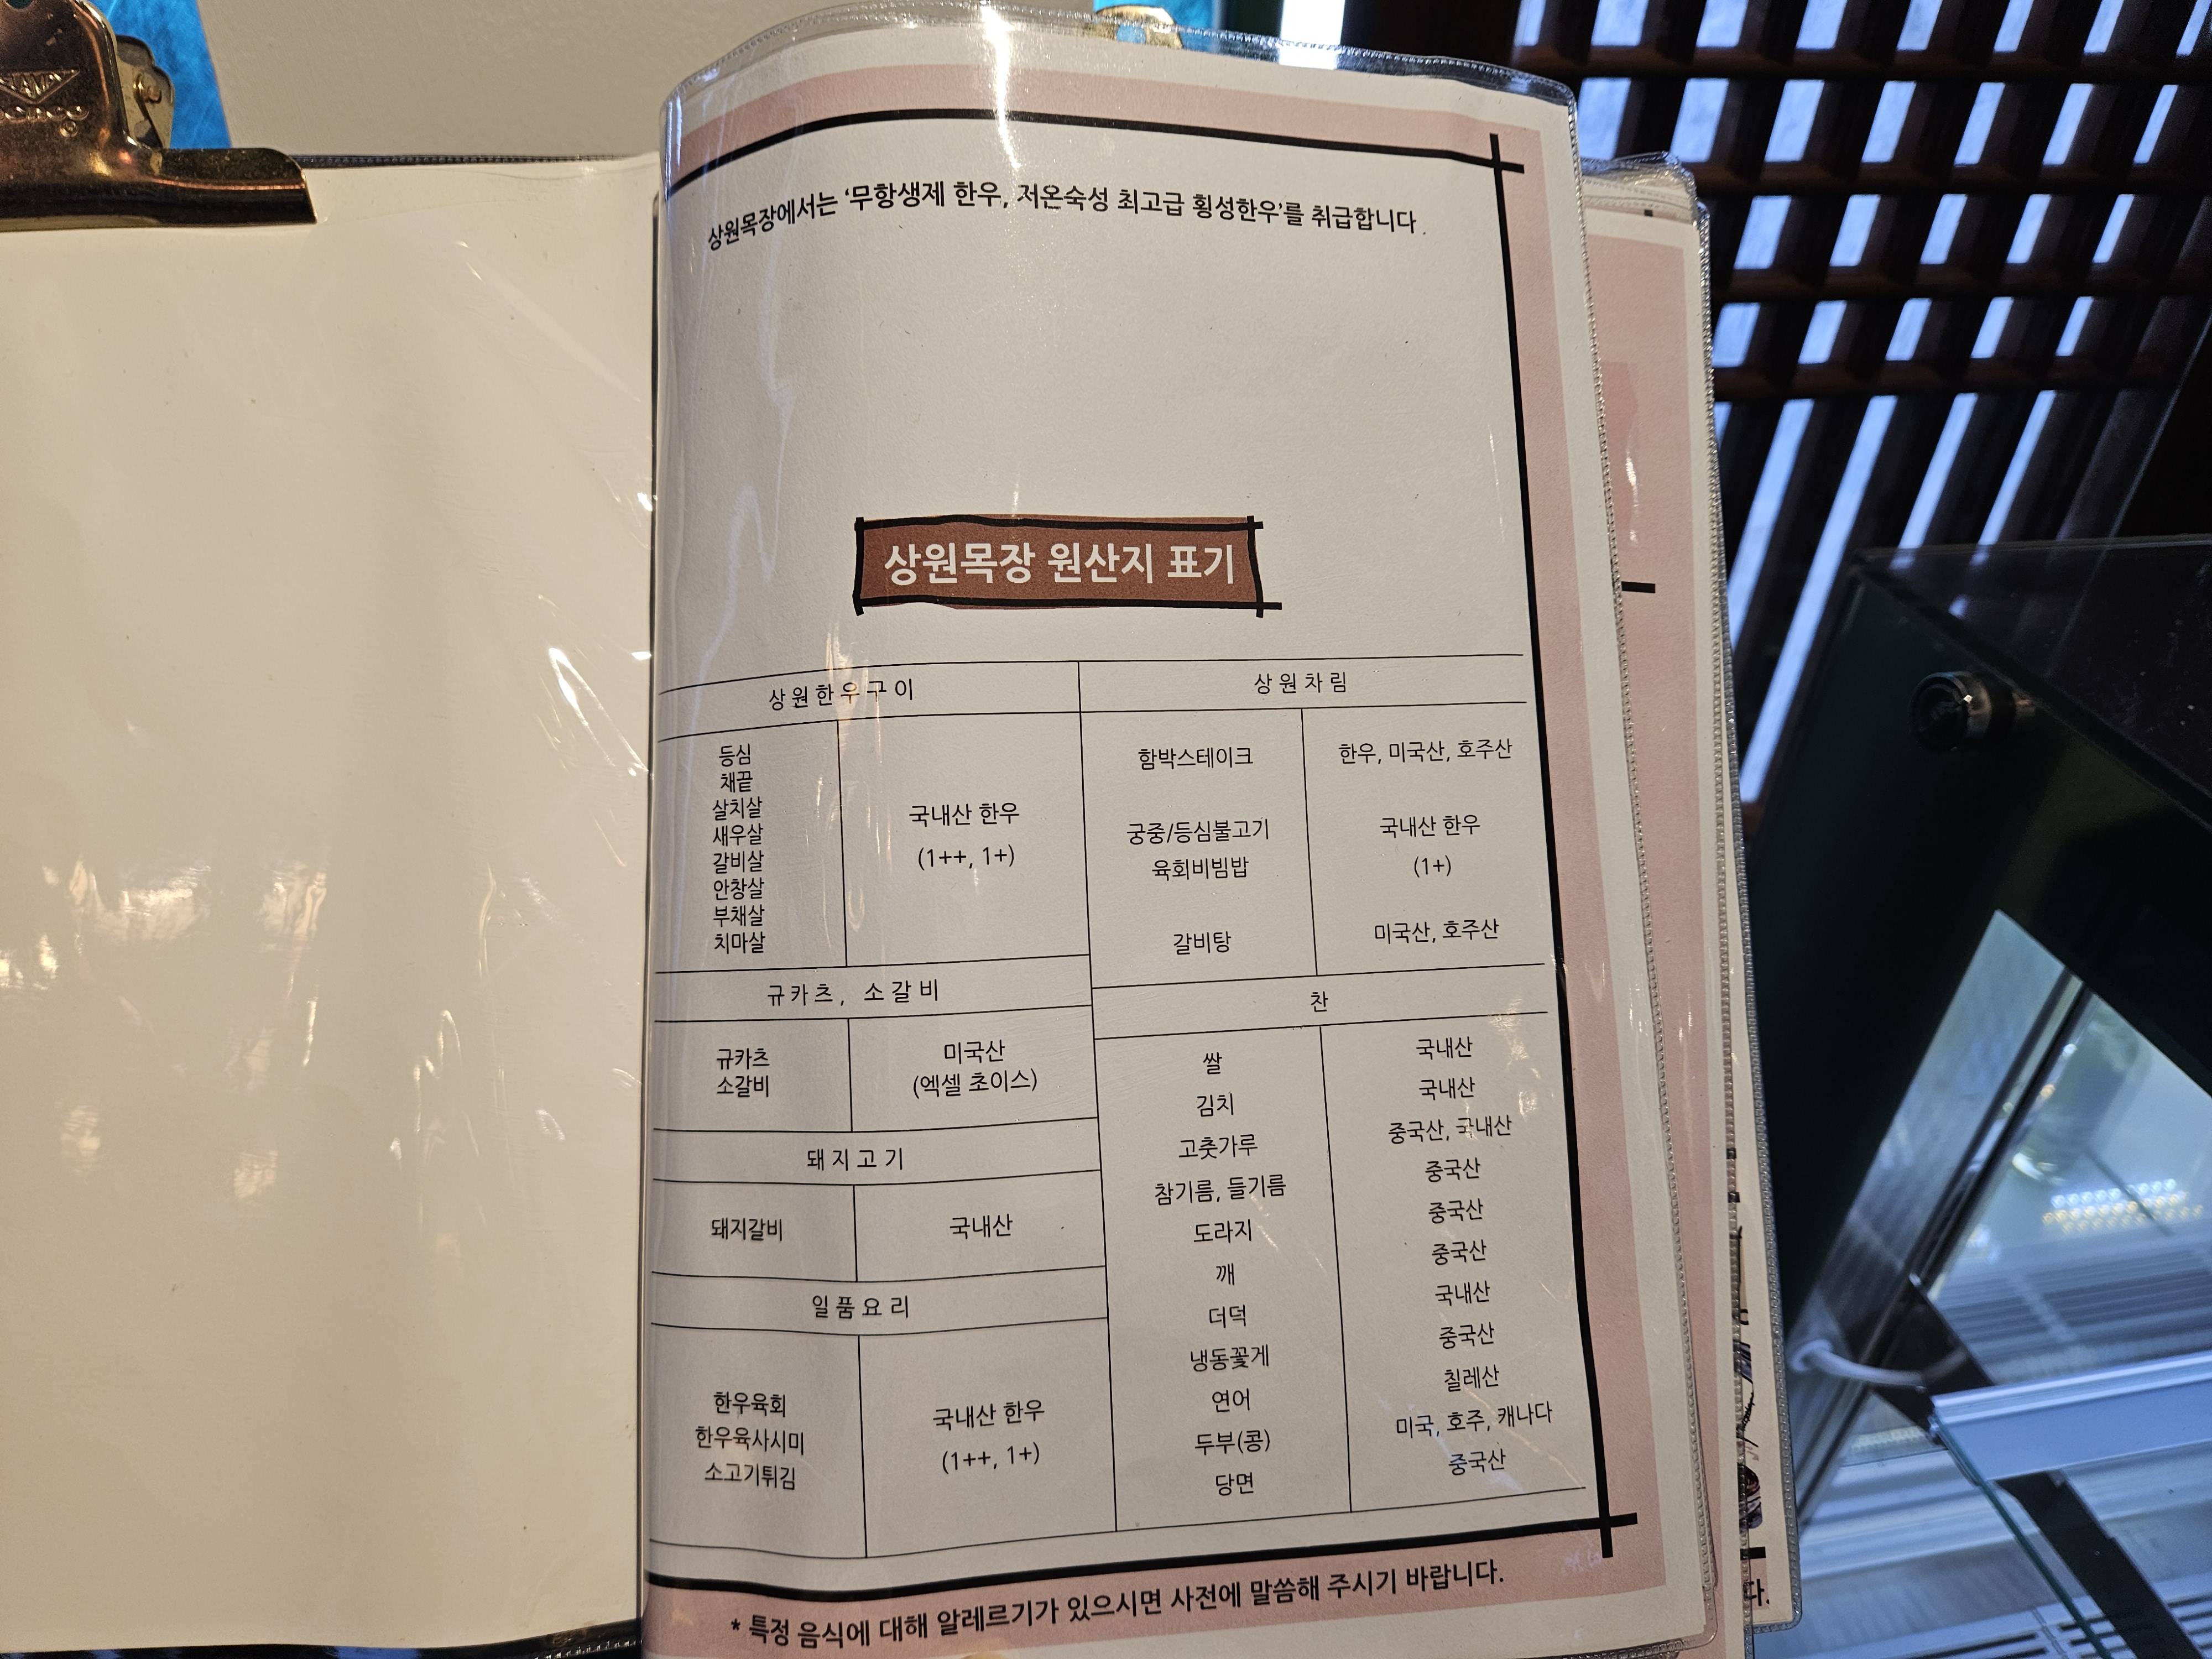 상원목장에서는 '무항생제 한우, 저온숙성 최고급 횡성한우'를 취급합니다.
상원목장 원산지 표기
상원한우구이
등심
채끝
살치살
새우살
갈비살
안창살
부채살
치마살
국내산 한우
(1++, 1+)
규카츠, 소갈비
규카츠
소갈비
미국산
(엑셀 초이스)
돼지고기
돼지갈비
국내산
일품요리
한우육회
한우육사시미
소고기튀김
국내산 한우
(1++, 1+)
상원차림
함박스테이크
한우, 미국산, 호주산
궁중/등심불고기
육회비빔밥
국내산 한우
(1+)
갈비탕
미국산, 호주산
찬
쌀
국내산
김치
국내산
고춧가루
중국산, 국내산
참기름, 들기름
중국산
도라지
중국산
깨
중국산
더덕
국내산
냉동꽃게
중국산
연어
칠레산
두부(콩)
미국, 호주, 캐나다
당면
중국산
* 특정 음식에 대해 알레르기가 있으시면 사전에 말씀해 주시기 바랍니다.
다.